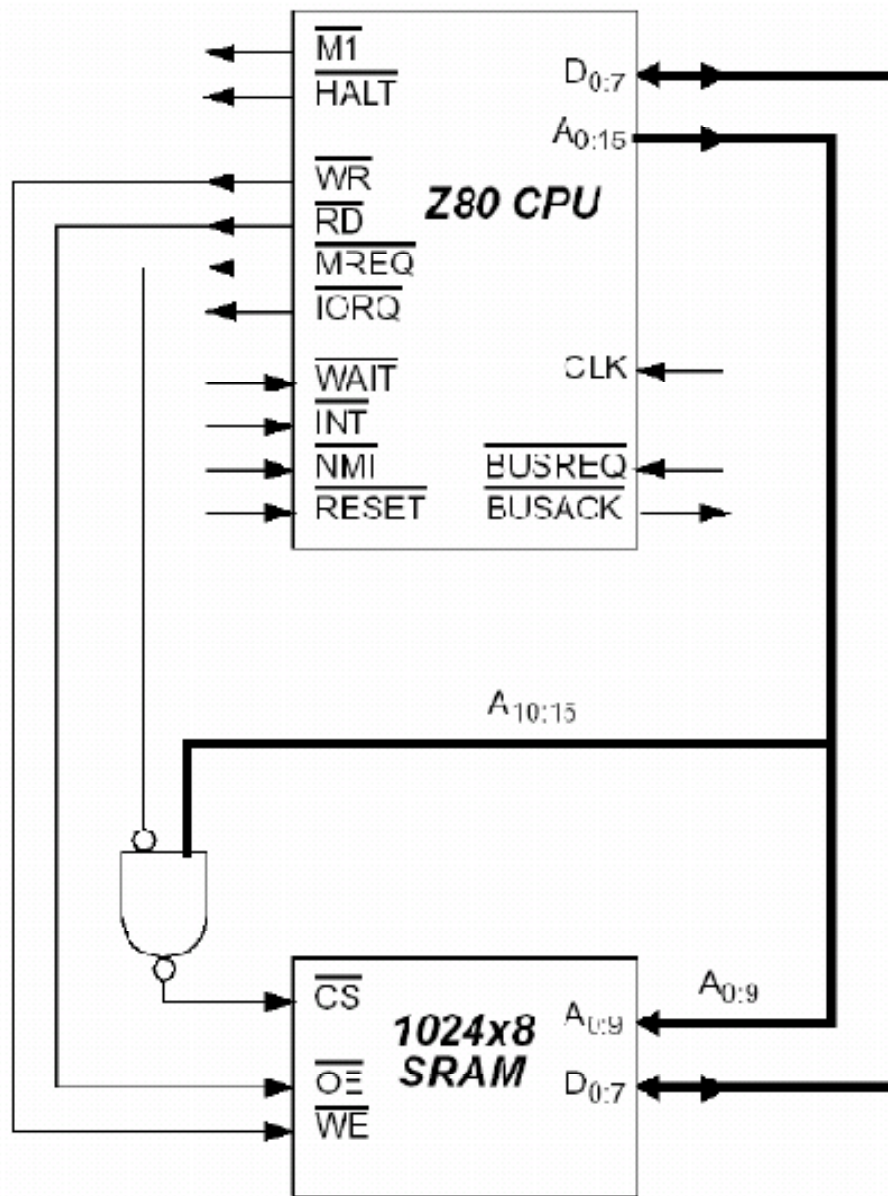 M1
HALT
WR
RD
MREQ
IORQ
WAIT
INT
NMI
RESET
D0:7
A0:15
Z80 CPU
CLK
BUSREQ
BUSACK
A10:15
CS
OE
WE
1024x8
SRAM
A0:9
D0:7
A0:9